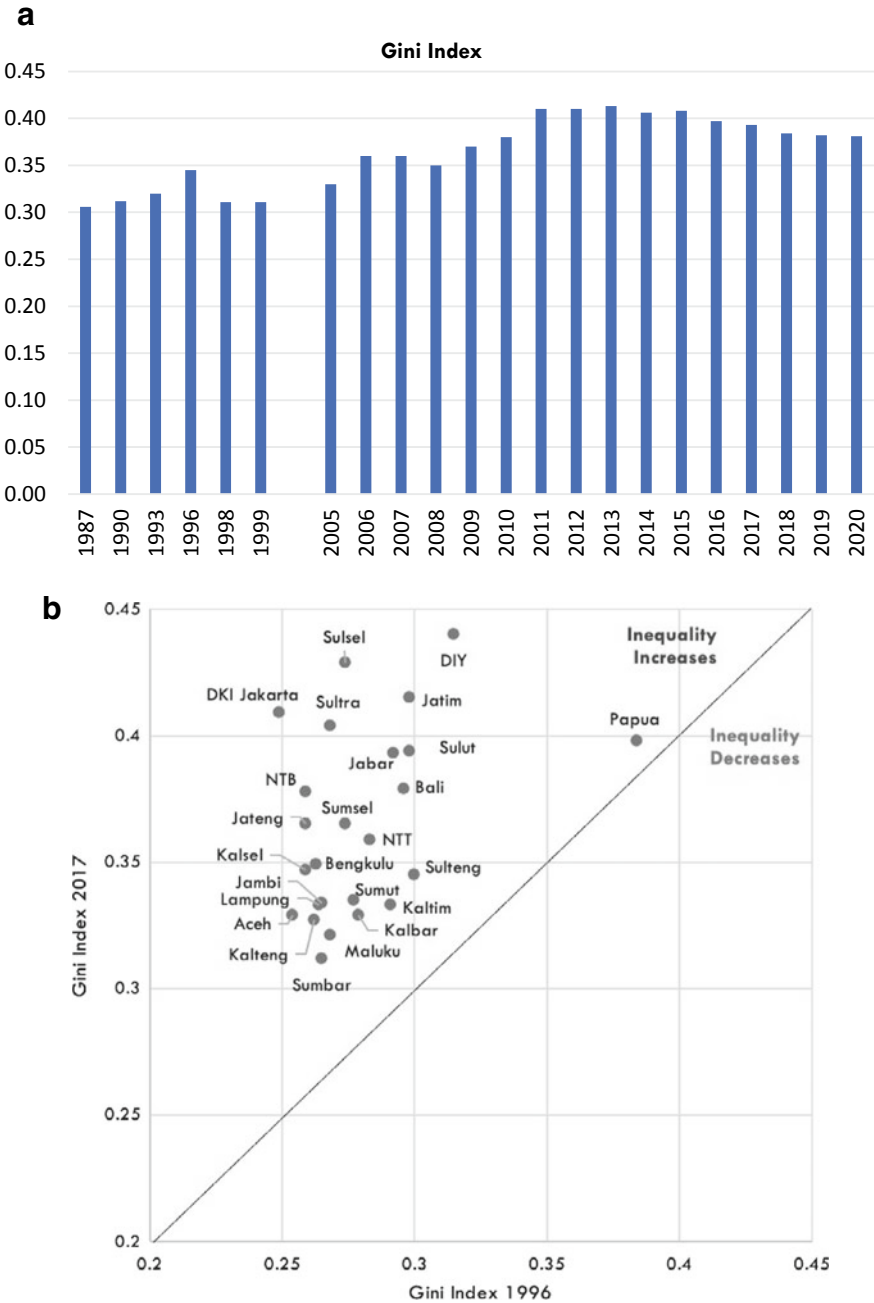 a
Gini Index
0.45
0.40
0.35
0.30
0.25
0.20
0.15
0.10
0.05
0.00
1987
1990
1993
1996
1998
1999
2005
2006
2007
2008
2009
2010
2011
2012
2013
2014
2015
2016
2017
2018
2019
2020
b
0.45
0.4
0.35
0.3
0.25
0.2
Gini Index 2017
Inequality
Increases
Inequality
Decreases
Sulsel
DIY
DKI Jakarta
Sultra
Jatim
Papua
Jabar
Sulut
NTB
Bali
Jateng
Sumsel
NTT
Kalsel
Bengkulu
Sulteng
Jambi
Sumut
Lampung
Kaltim
Aceh
Kalbar
Kalteng
Maluku
Sumbar
0.2
0.25
0.3
0.35
0.4
0.45
Gini Index 1996